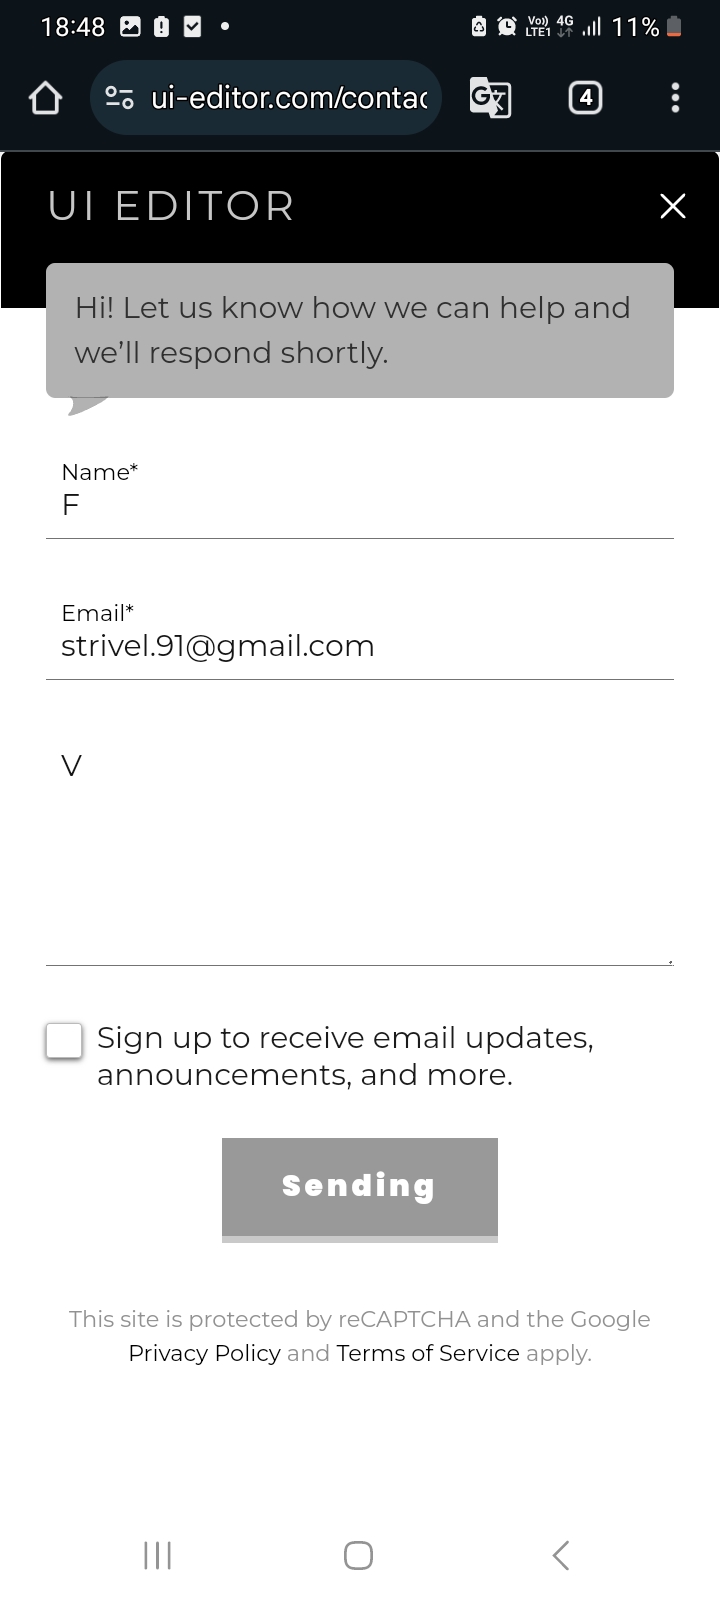 18:48
Vo)) 4G
LTE1
11%
ui-editor.com/contac
4
UI EDITOR
Hi! Let us know how we can help and
we’ll respond shortly.
Name*
F
Email*
strivel.91@gmail.com
V
Sign up to receive email updates,
announcements, and more.
Sending
This site is protected by reCAPTCHA and the Google
Privacy Policy and Terms of Service apply.